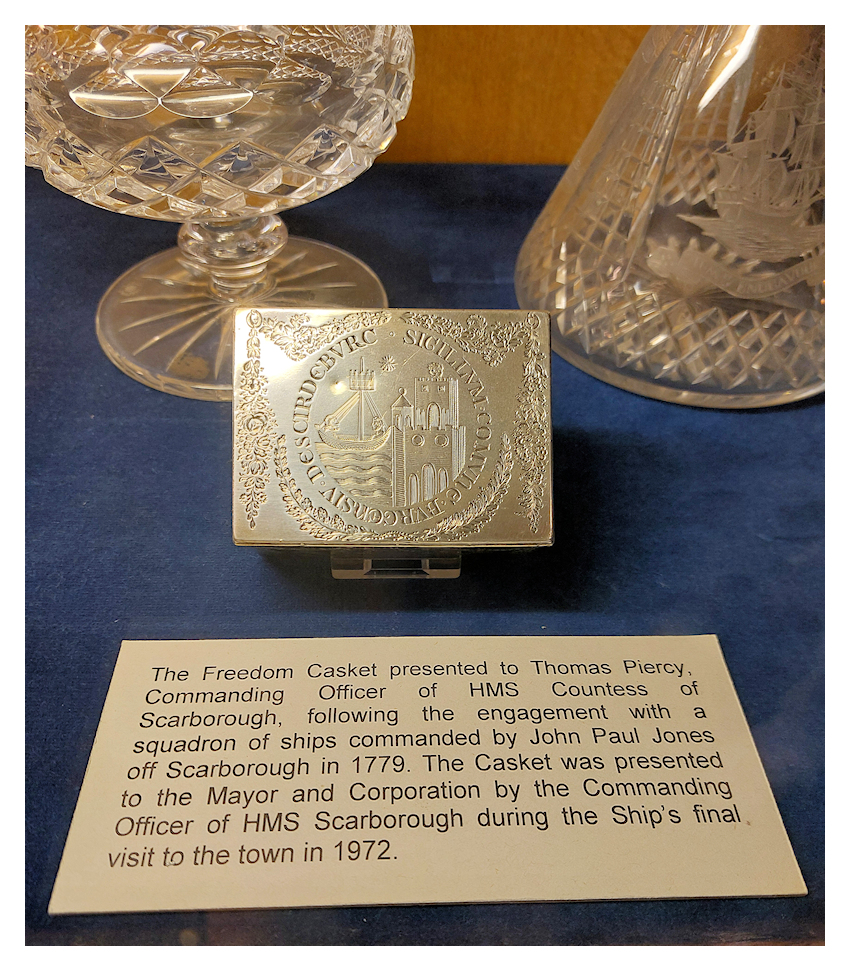 SIGILLVM·COMVNE·BVRGENSIV·DESCIRDEBVRC·
The Freedom Casket presented to Thomas Piercy,
Commanding Officer of HMS Countess of
Scarborough, following the engagement with a
squadron of ships commanded by John Paul Jones
off Scarborough in 1779. The Casket was presented
to the Mayor and Corporation by the Commanding
Officer of HMS Scarborough during the Ship's final
visit to the town in 1972.